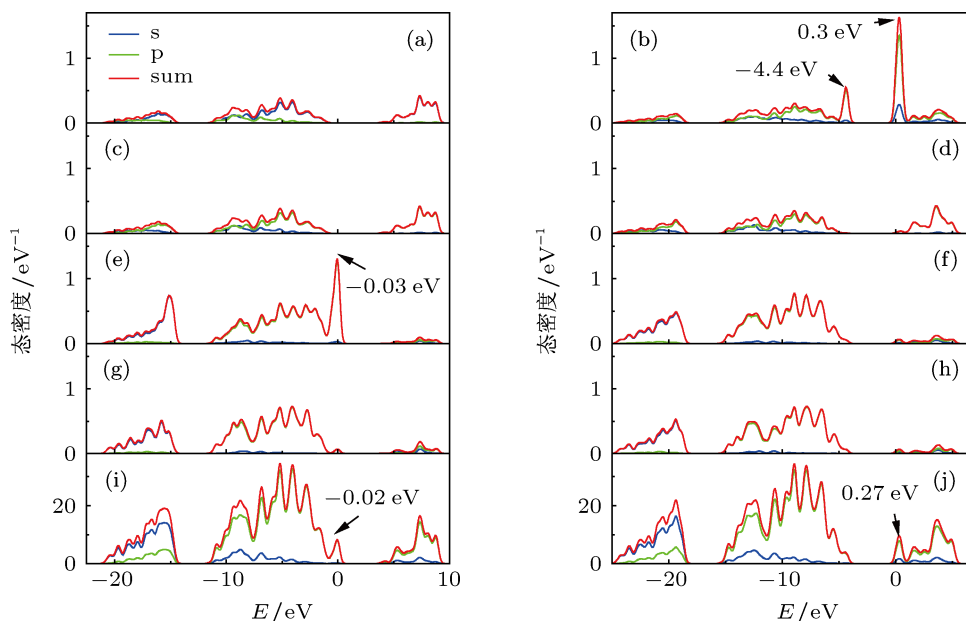 s
p
sum
(a)
1
0
(b)
0.3 eV
−4.4 eV
1
0
(c)
1
0
(d)
1
0
(e)
−0.03 eV
1
0
(f)
1
0
(g)
1
0
(h)
1
0
(i)
−0.02 eV
20
0
(j)
0.27 eV
20
0
−20
−10
0
10
−20
−10
0
E/eV
E/eV
态密度/eV⁻¹
态密度/eV⁻¹